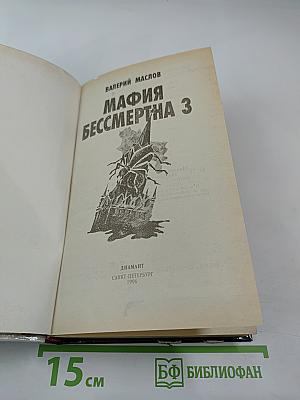 ВАЛЕРИЙ МАСЛОВ
МАФИЯ
БЕССМЕРТНА 3
ДИАМАНТ
САНКТ-ПЕТЕРБУРГ
1996
15 см
БФ БИБЛИОФАН